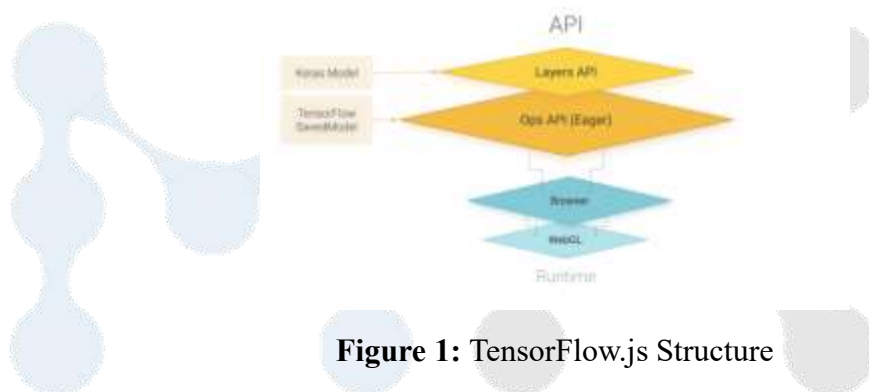 API
Keras Model
Layers API
TensorFlow
SavedModel
Ops API (Eager)
Browser
WebGL
Runtime
Figure 1: TensorFlow.js Structure